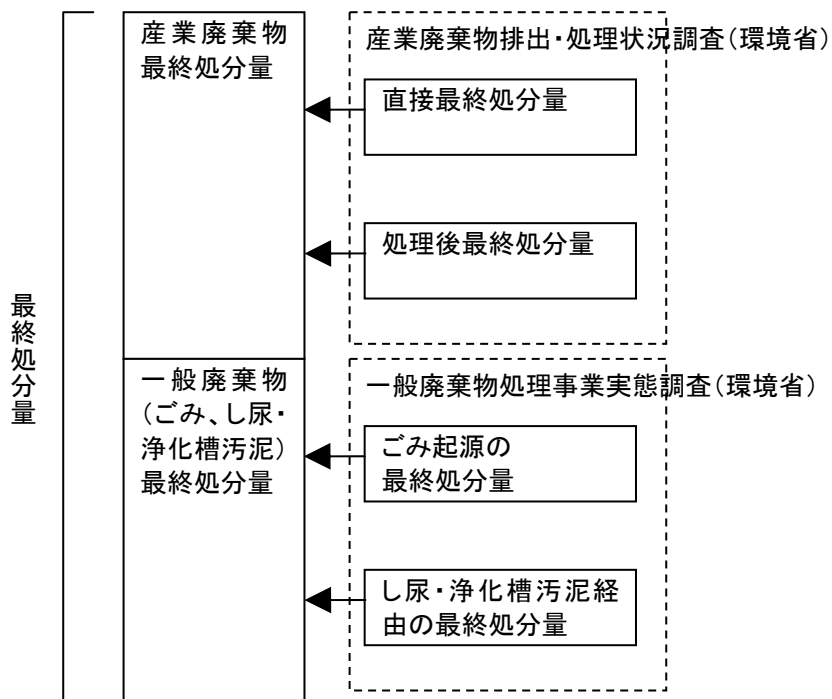 最終処分量
産業廃棄物
最終処分量
産業廃棄物排出・処理状況調査（環境省）
直接最終処分量
処理後最終処分量
一般廃棄物
（ごみ、し尿・
浄化槽汚泥）
最終処分量
一般廃棄物処理事業実態調査（環境省）
ごみ起源の
最終処分量
し尿・浄化槽汚泥経
由の最終処分量